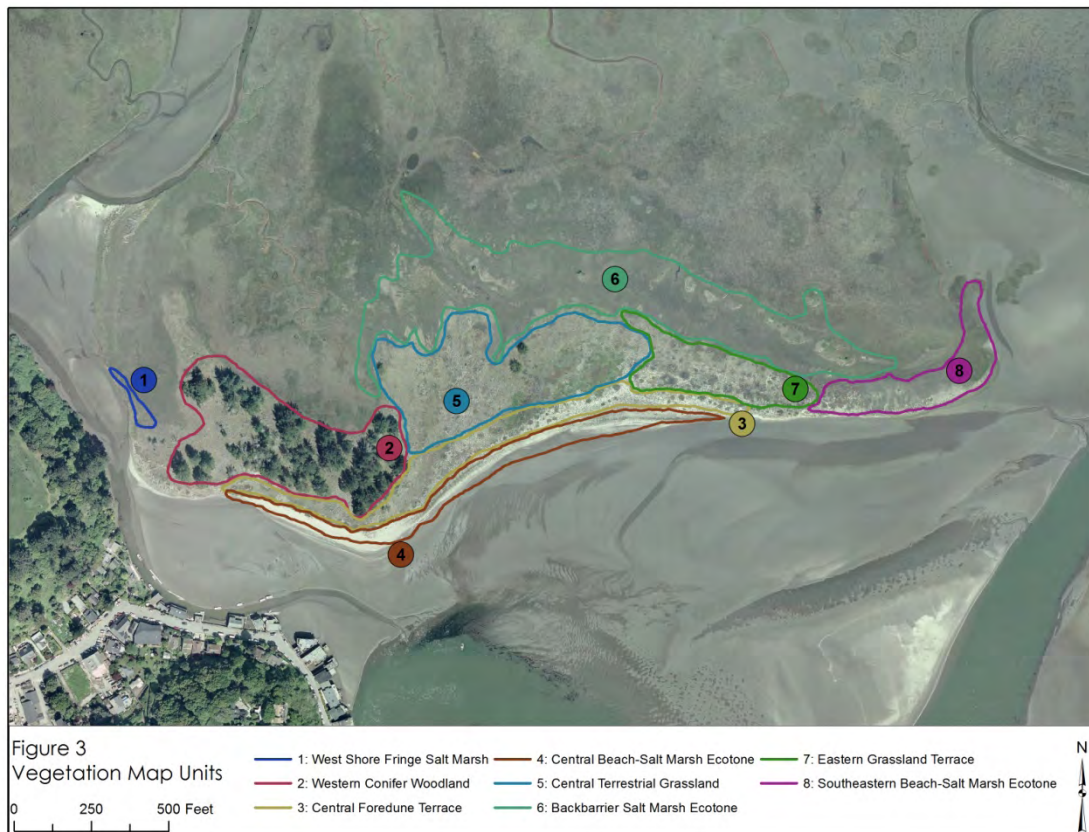 1
2
3
4
5
6
7
8
Figure 3
Vegetation Map Units
0 250 500 Feet
1: West Shore Fringe Salt Marsh
2: Western Conifer Woodland
3: Central Foredune Terrace
4: Central Beach-Salt Marsh Ecotone
5: Central Terrestrial Grassland
6: Backbarrier Salt Marsh Ecotone
7: Eastern Grassland Terrace
8: Southeastern Beach-Salt Marsh Ecotone
N